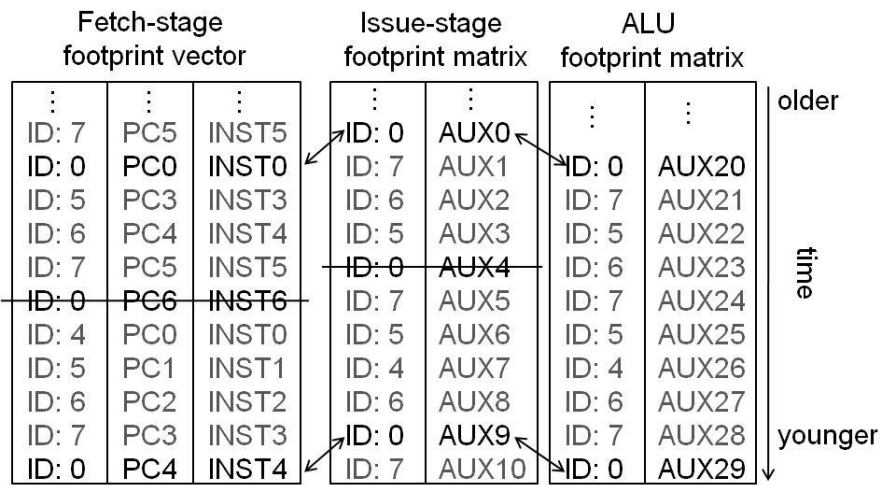 Fetch-stage footprint vector
Issue-stage footprint matrix
ALU footprint matrix
⋮ ⋮ ⋮ ⋮ ⋮ ⋮ ⋮ older
ID: 7 PC5 INST5 ID: 0 AUX0
ID: 0 PC0 INST0 ID: 7 AUX1 ID: 0 AUX20
ID: 5 PC3 INST3 ID: 6 AUX2 ID: 7 AUX21
ID: 6 PC4 INST4 ID: 5 AUX3 ID: 5 AUX22
ID: 7 PC5 INST5 ID: 0 AUX4 ID: 6 AUX23 time
ID: 0 PC6 INST6 ID: 7 AUX5 ID: 7 AUX24
ID: 4 PC0 INST0 ID: 5 AUX6 ID: 5 AUX25
ID: 5 PC1 INST1 ID: 4 AUX7 ID: 4 AUX26
ID: 6 PC2 INST2 ID: 6 AUX8 ID: 6 AUX27
ID: 7 PC3 INST3 ID: 0 AUX9 ID: 7 AUX28 younger
ID: 0 PC4 INST4 ID: 7 AUX10 ID: 0 AUX29